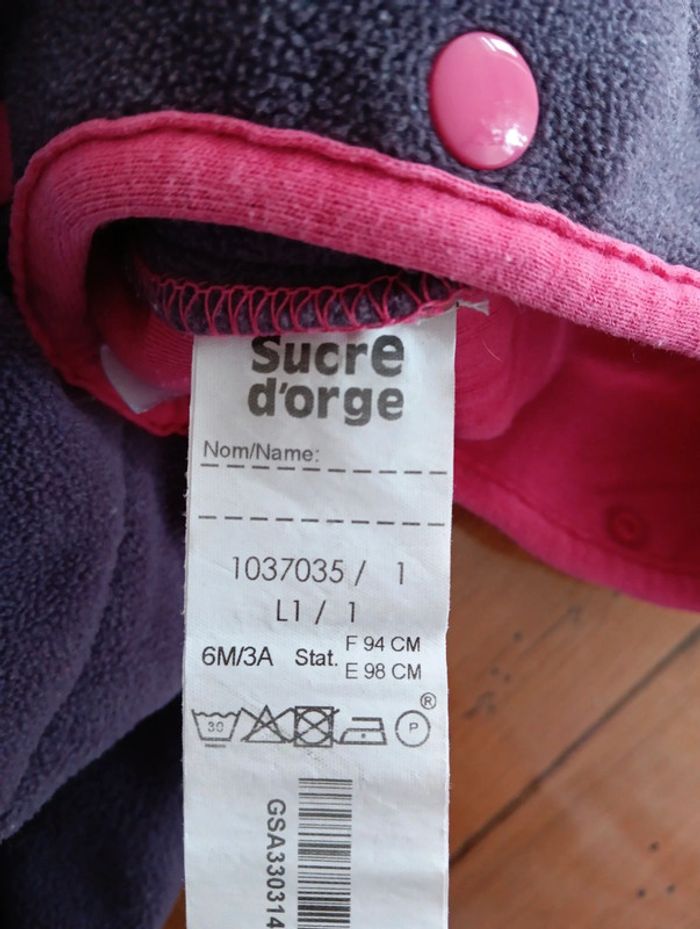 Sucre
d'orge
Nom/Name:
1037035 / 1
L1 / 1
6M/3A Stat. F 94 CM
E 98 CM
30 P ®
GSA330314